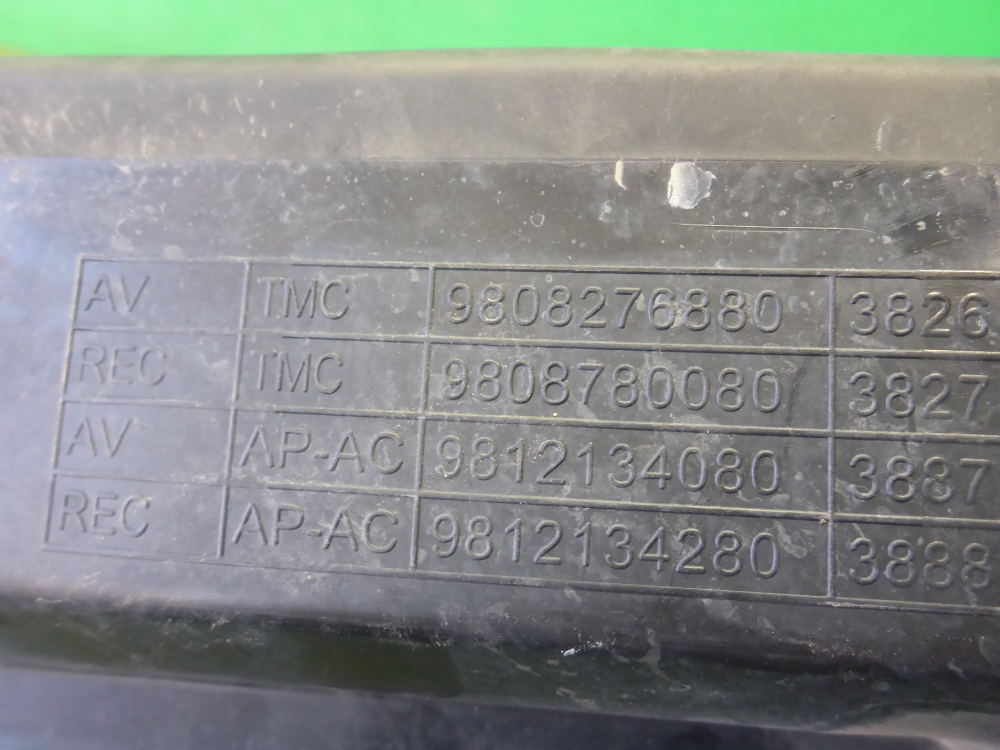 AV TMC 9808276880 3826
REC TMC 9808780080 3827
AV AP-AC 9812134080 3887
REC AP-AC 9812134280 3888